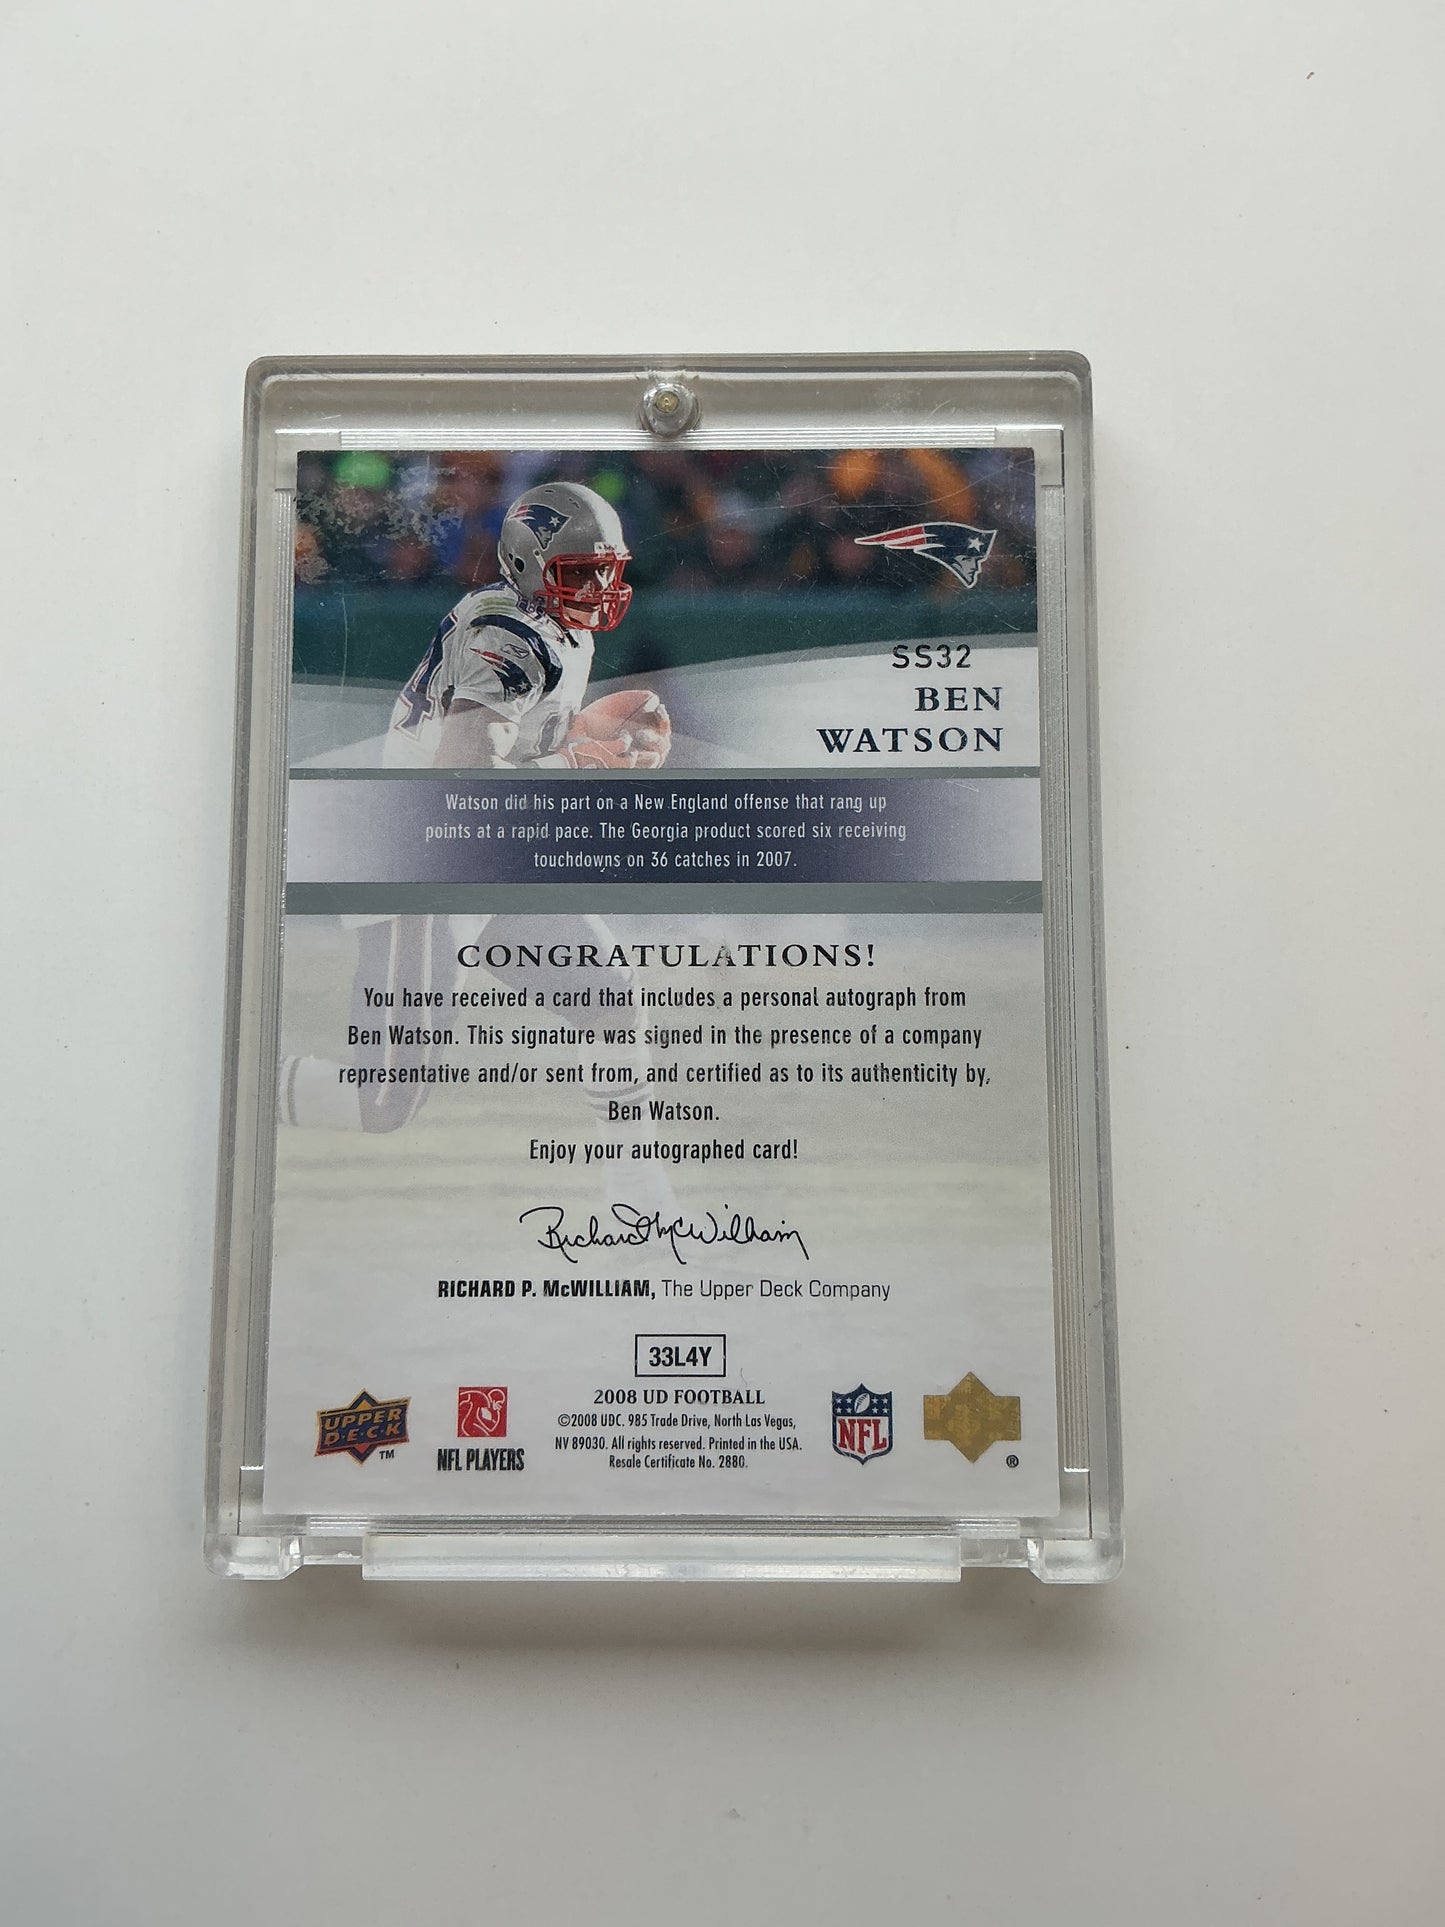 SS32
BEN
WATSON
Watson did his part on a New England offense that rang up
points at a rapid pace. The Georgia product scored six receiving
touchdowns on 36 catches in 2007.
CONGRATULATIONS!
You have received a card that includes a personal autograph from
Ben Watson. This signature was signed in the presence of a company
representative and/or sent from, and certified as to its authenticity by,
Ben Watson.
Enjoy your autographed card!
Richard McWilliam
RICHARD P. McWILLIAM, The Upper Deck Company
33L4Y
UPPER
DECK
TM
NFL PLAYERS
2008 UD FOOTBALL
©2008 UDC. 985 Trade Drive, North Las Vegas,
NV 89030. All rights reserved. Printed in the USA.
Resale Certificate No. 2880.
NFL
®